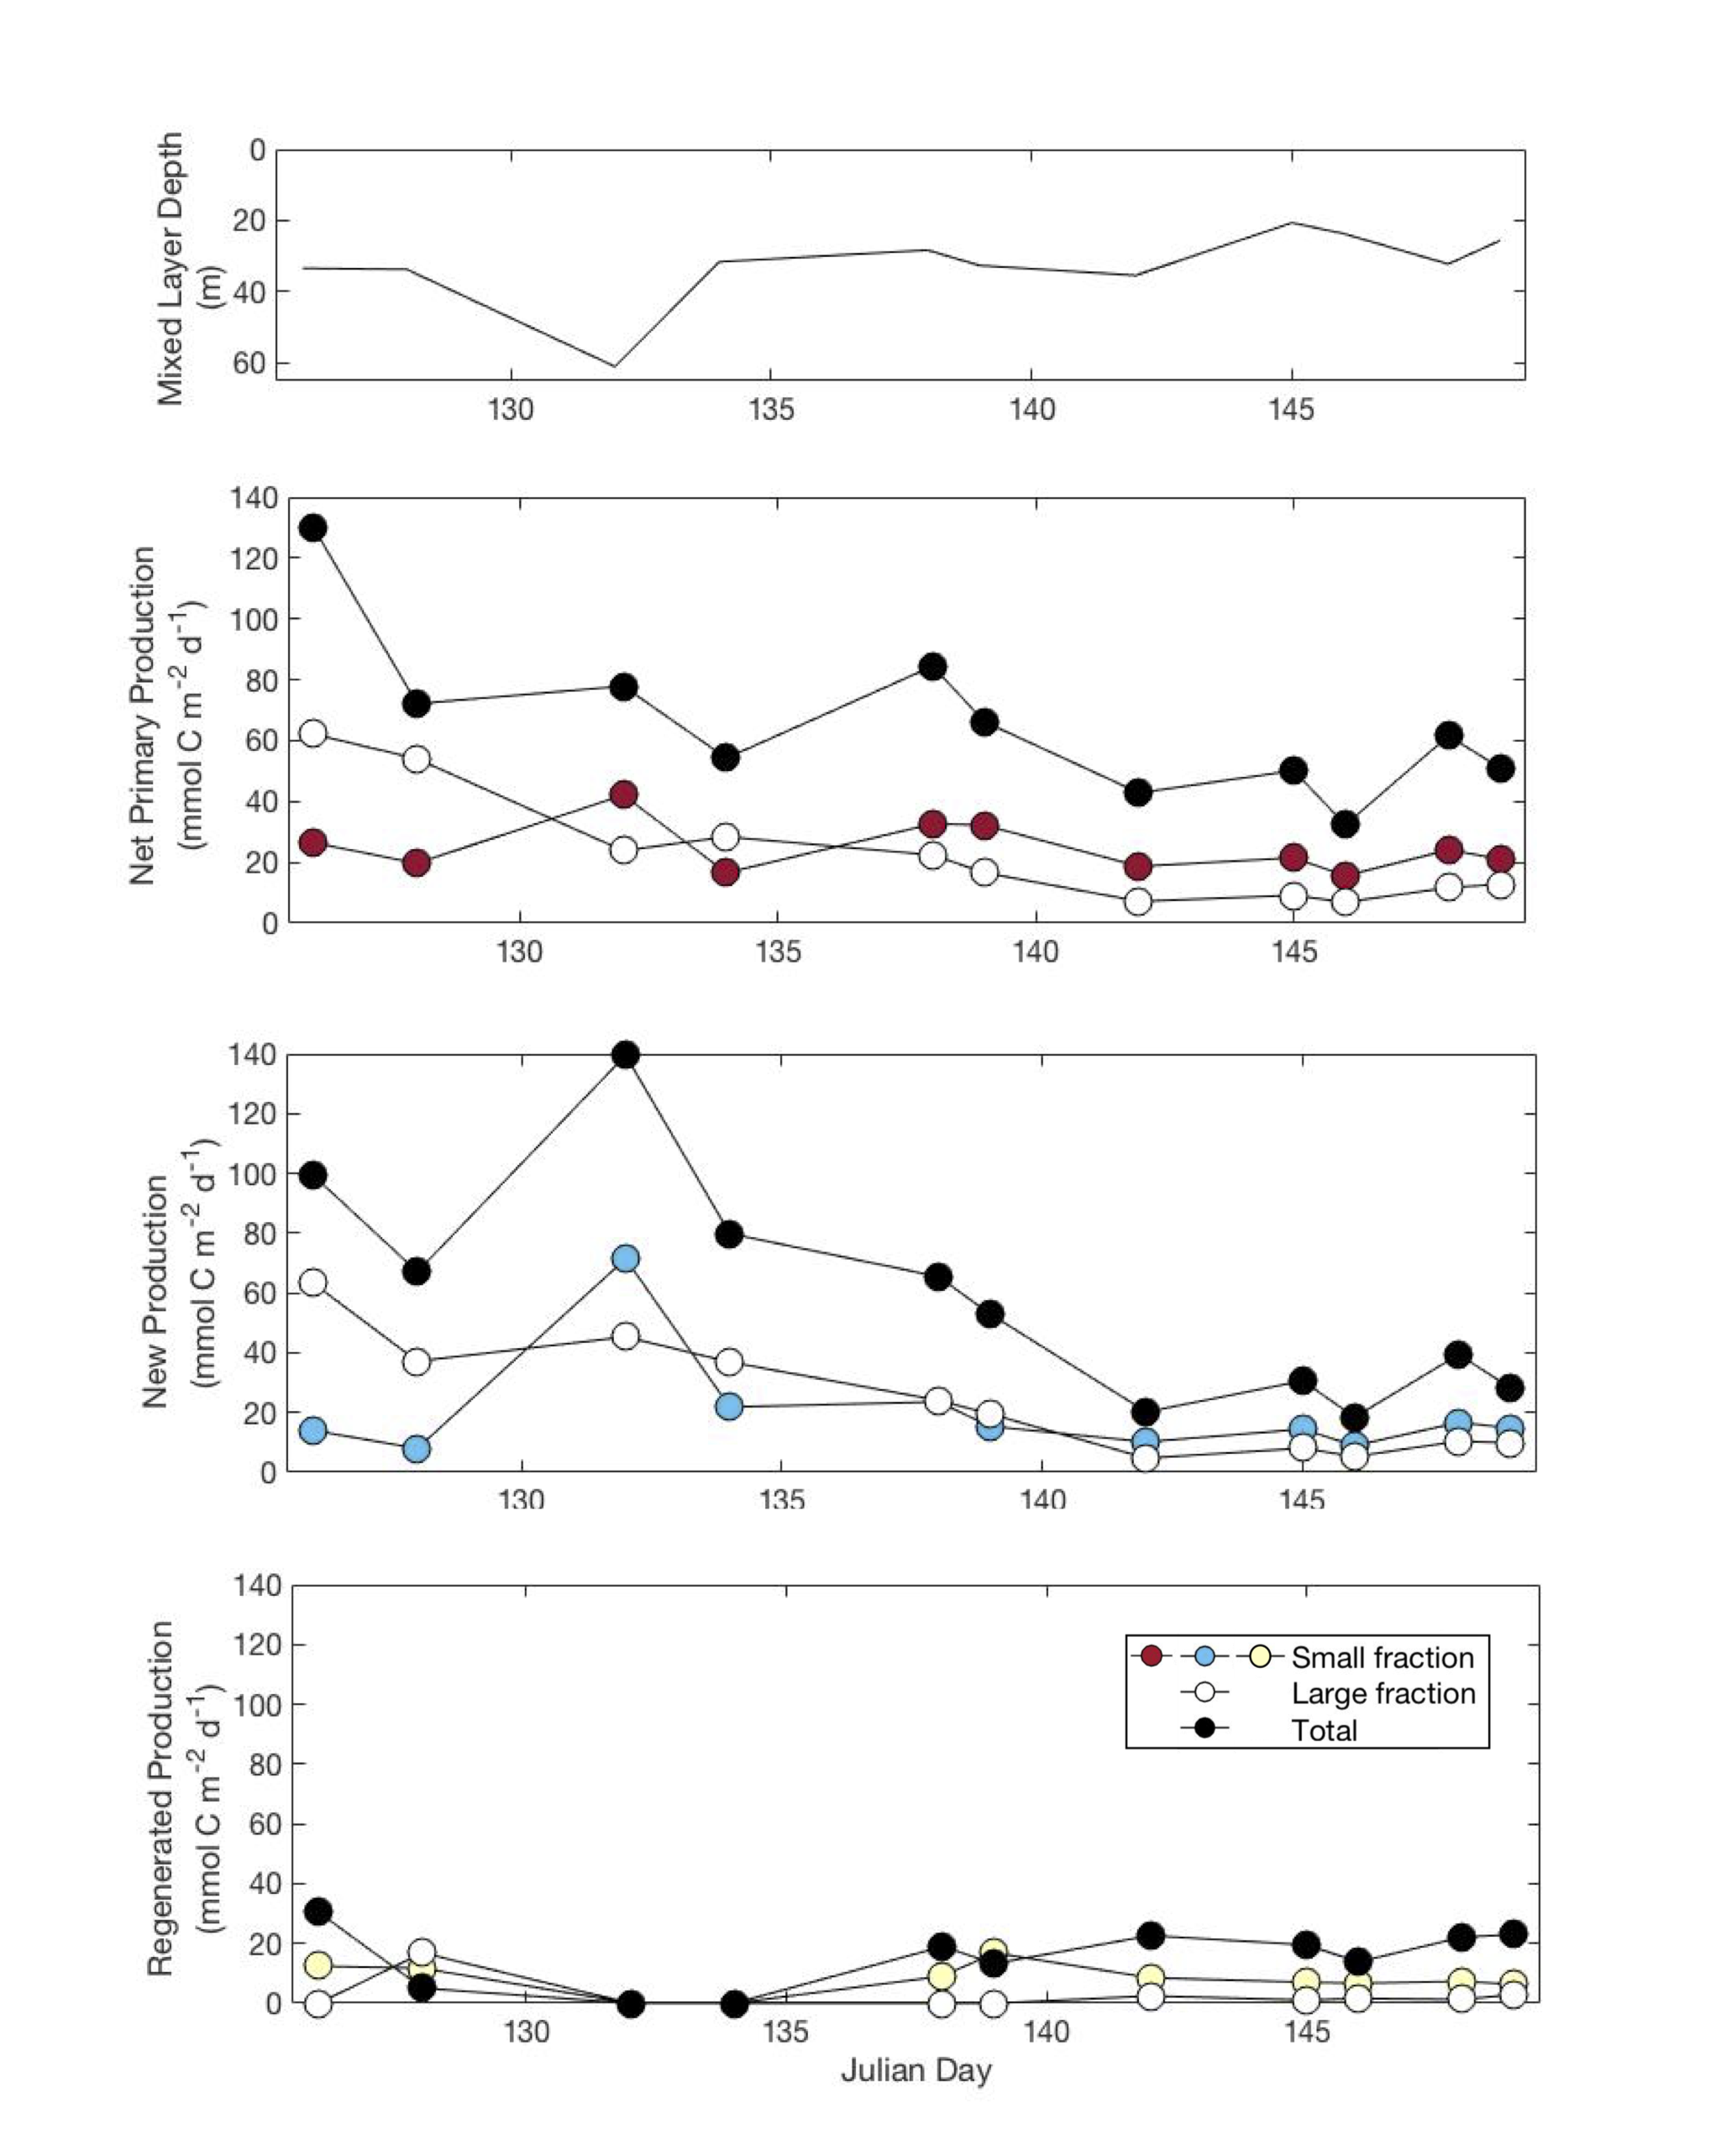 Mixed Layer Depth
(m)
0
20
40
60
130 135 140 145
Net Primary Production
(mmol C m-2 d-1)
140
120
100
80
60
40
20
0
130 135 140 145
New Production
(mmol C m-2 d-1)
140
120
100
80
60
40
20
0
130 135 140 145
Regenerated Production
(mmol C m-2 d-1)
140
120
100
80
60
40
20
0
Small fraction
Large fraction
Total
130 135 140 145
Julian Day